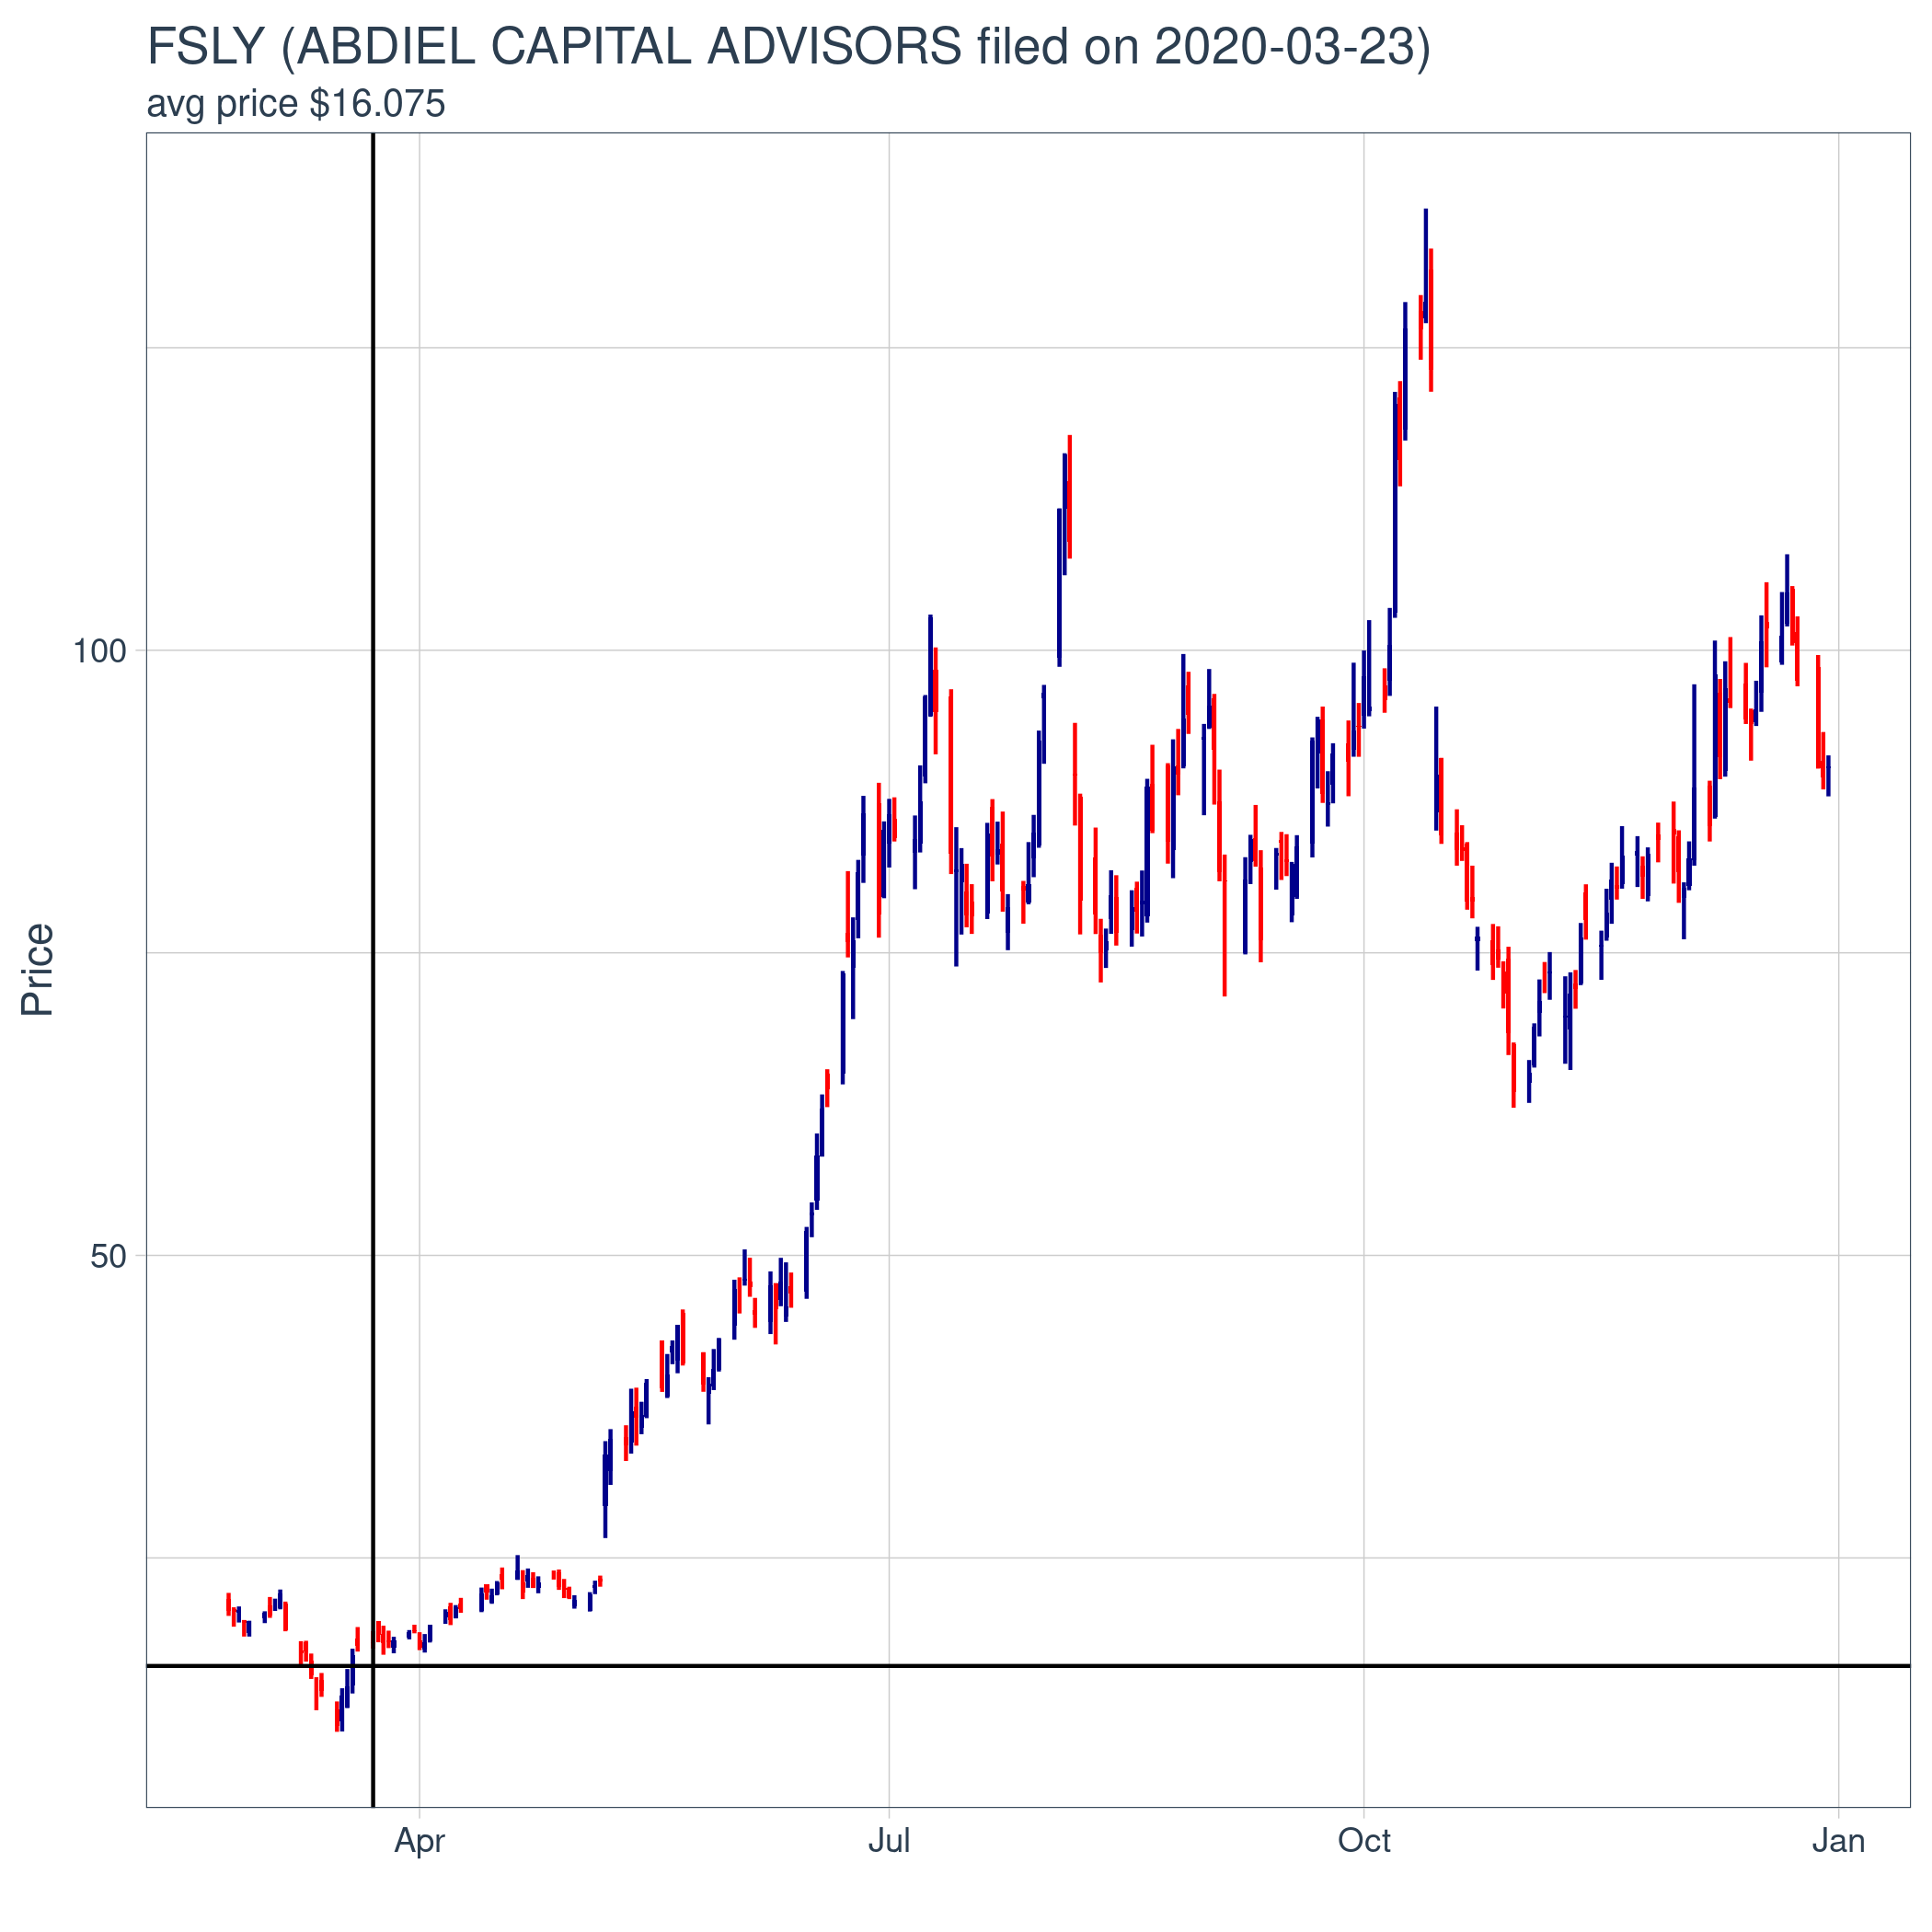 FSLY (ABDIEL CAPITAL ADVISORS filed on 2020-03-23)
avg price $16.075
100
50
Price
Apr Jul Oct Jan